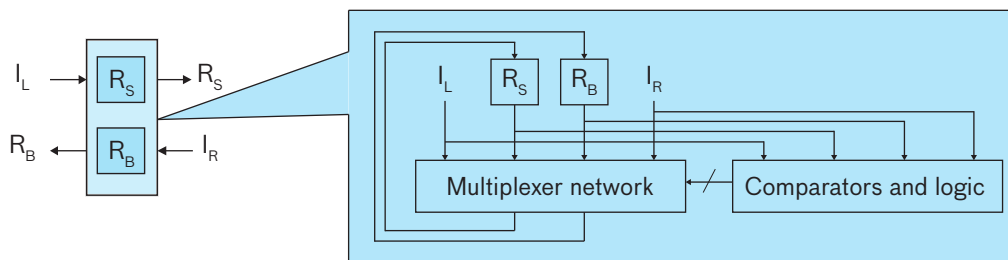 I_L R_S R_S
R_B R_B I_R
I_L R_S R_B I_R
Multiplexer network Comparators and logic